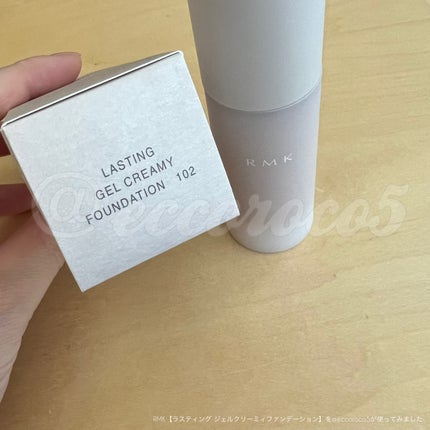 LASTING
GEL CREAMY
FOUNDATION 102
RMK
@eccoroco5
RMK【ラスティング ジェルクリーミィファンデーション】を@eccoroco5が使ってみました